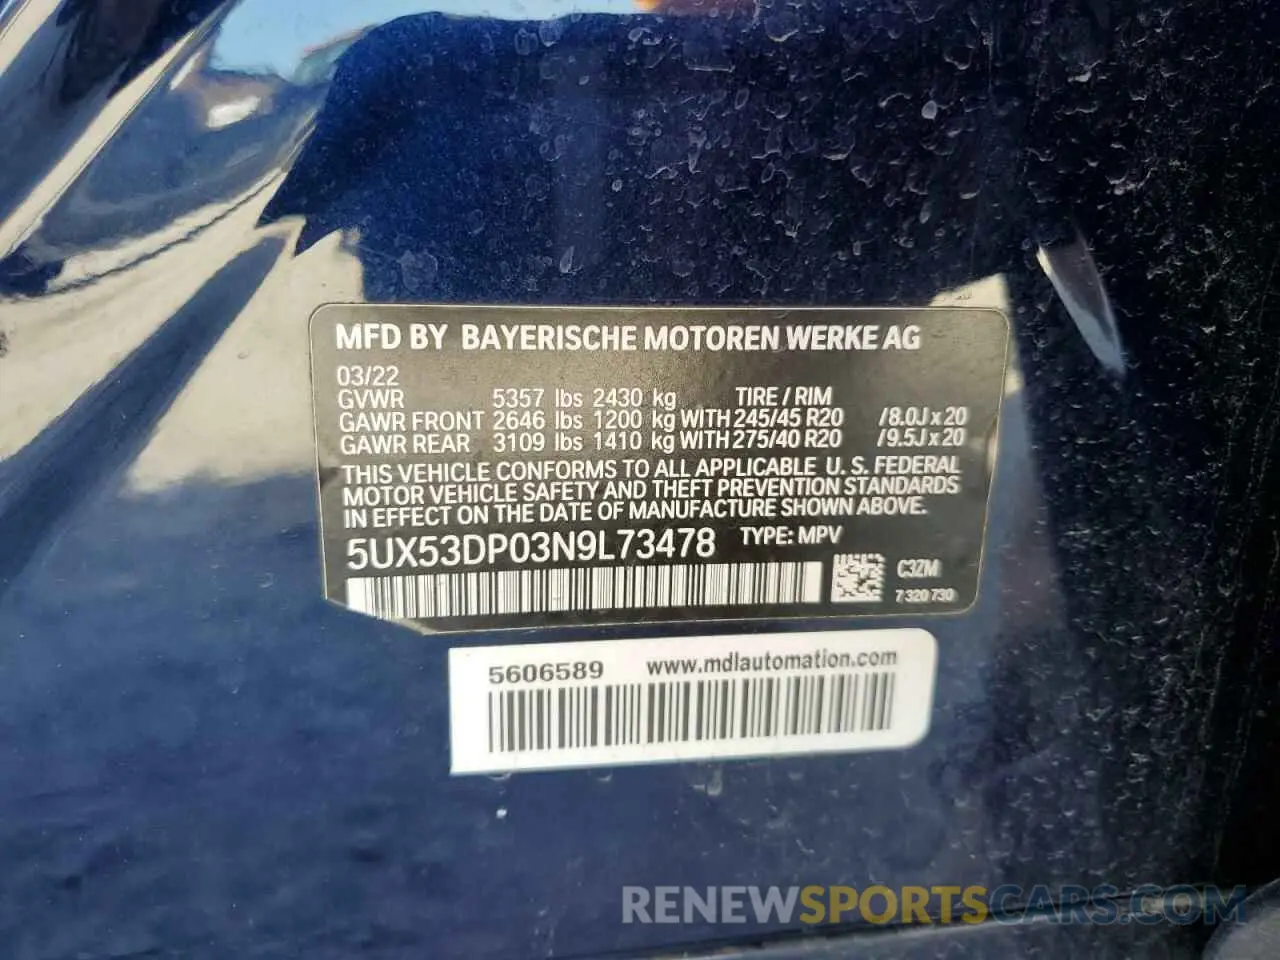 MFD BY BAYERISCHE MOTOREN WERKE AG
03/22
GVWR 5357 lbs 2430 kg TIRE / RIM
GAWR FRONT 2646 lbs 1200 kg WITH 245/45 R20 /8.0J x 20
GAWR REAR 3109 lbs 1410 kg WITH 275/40 R20 /9.5J x 20
THIS VEHICLE CONFORMS TO ALL APPLICABLE U. S. FEDERAL
MOTOR VEHICLE SAFETY AND THEFT PREVENTION STANDARDS
IN EFFECT ON THE DATE OF MANUFACTURE SHOWN ABOVE.
5UX53DP03N9L73478 TYPE: MPV
C3ZM
7 320 730
5606589 www.mdlautomation.com
RENEWSPORTSCARS.COM